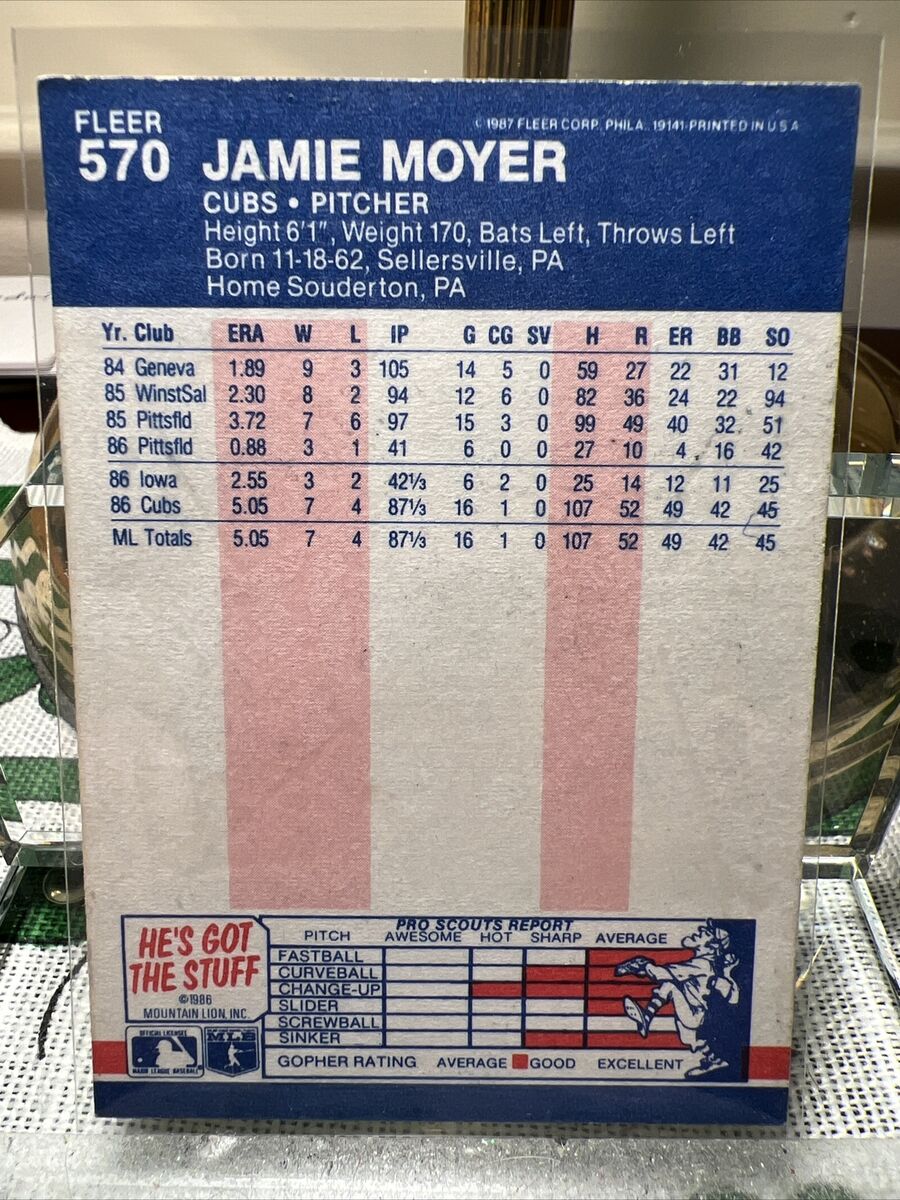 FLEER
© 1987 FLEER CORP. PHILA. 19141-PRINTED IN U S A
570 JAMIE MOYER
CUBS • PITCHER
Height 6'1", Weight 170, Bats Left, Throws Left
Born 11-18-62, Sellersville, PA
Home Souderton, PA
Yr. Club ERA W L IP G CG SV H R ER BB SO
84 Geneva 1.89 9 3 105 14 5 0 59 27 22 31 12
85 WinstSal 2.30 8 2 94 12 6 0 82 36 24 22 94
85 Pittsfld 3.72 7 6 97 15 3 0 99 49 40 32 51
86 Pittsfld 0.88 3 1 41 6 0 0 27 10 4 16 42
86 Iowa 2.55 3 2 42⅓ 6 2 0 25 14 12 11 25
86 Cubs 5.05 7 4 87⅓ 16 1 0 107 52 49 42 45
ML Totals 5.05 7 4 87⅓ 16 1 0 107 52 49 42 45
HE'S GOT
THE STUFF
©1986
MOUNTAIN LION, INC.
OFFICIAL LICENSEE
MAJOR LEAGUE BASEBALL
MLB
PRO SCOUTS REPORT
PITCH AWESOME HOT SHARP AVERAGE
FASTBALL
CURVEBALL
CHANGE-UP
SLIDER
SCREWBALL
SINKER
GOPHER RATING AVERAGE GOOD EXCELLENT